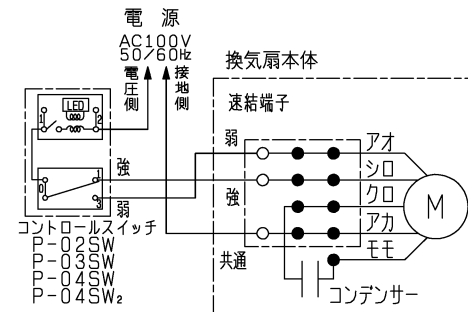 電 源
AC100V
50/60Hz
電圧側
接地側
換気扇本体
速結端子
LED
1
2
弱
アオ
シロ
強
強
クロ
M
0
1
3
弱
アカ
コントロールスイッチ
モモ
共通
P-02SW
P-03SW
P-04SW
P-04SW₂
コンデンサー